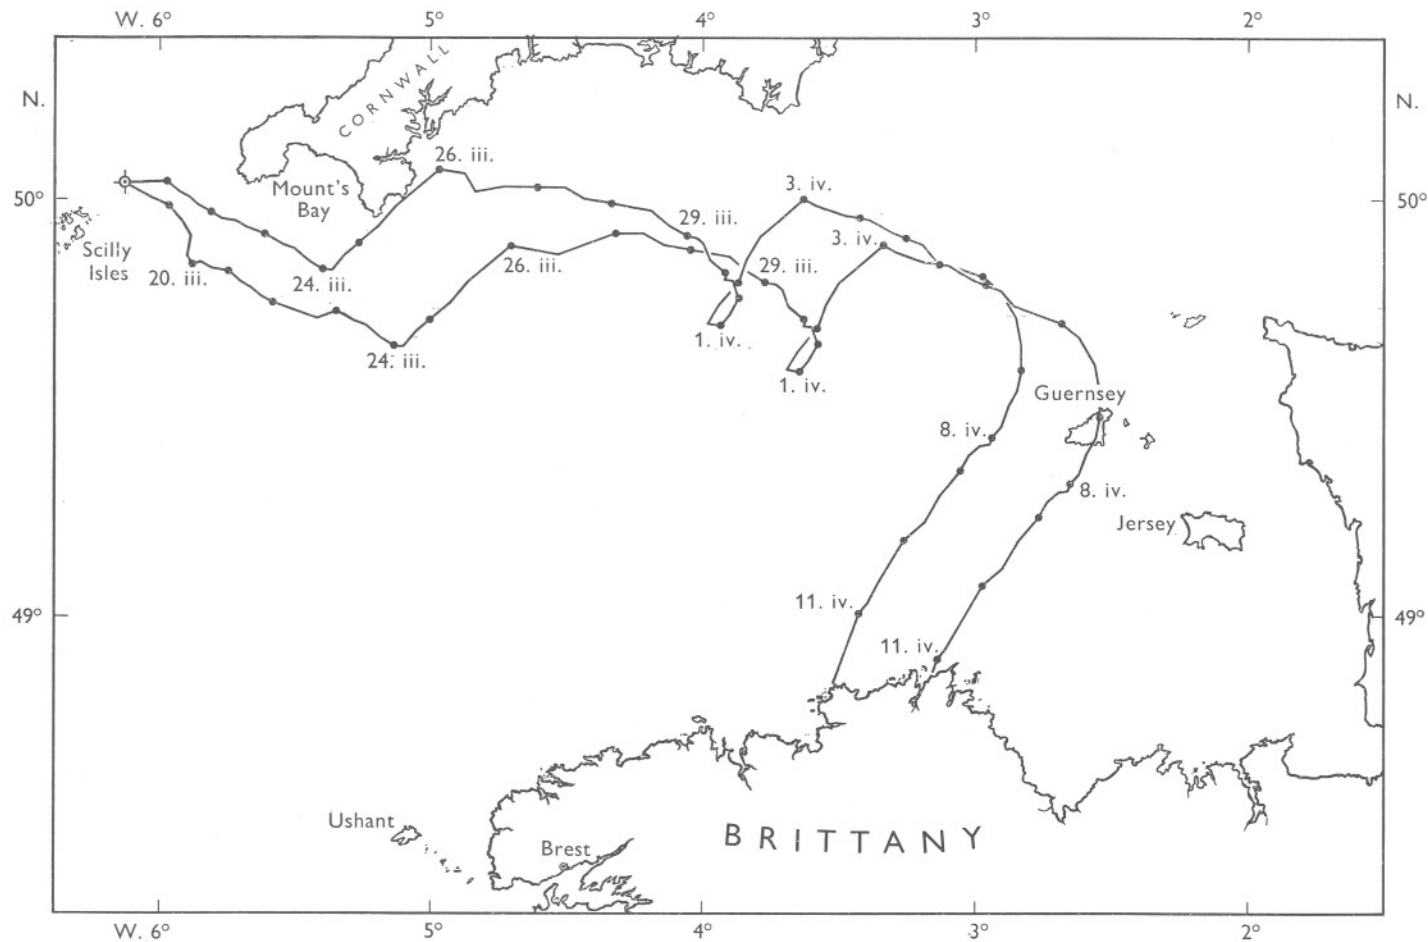 W. 6° 5° 4° 3° 2°
N. N.
CORNWALL
26. iii.
Mount's
Bay
50° 50°
3. iv.
29. iii.
3. iv.
Scilly
Isles
20. iii.
24. iii.
26. iii.
29. iii.
1. iv.
24. iii.
1. iv.
Guernsey
8. iv.
8. iv.
Jersey
11. iv.
49° 49°
11. iv.
Ushant
Brest
BRITTANY
W. 6° 5° 4° 3° 2°